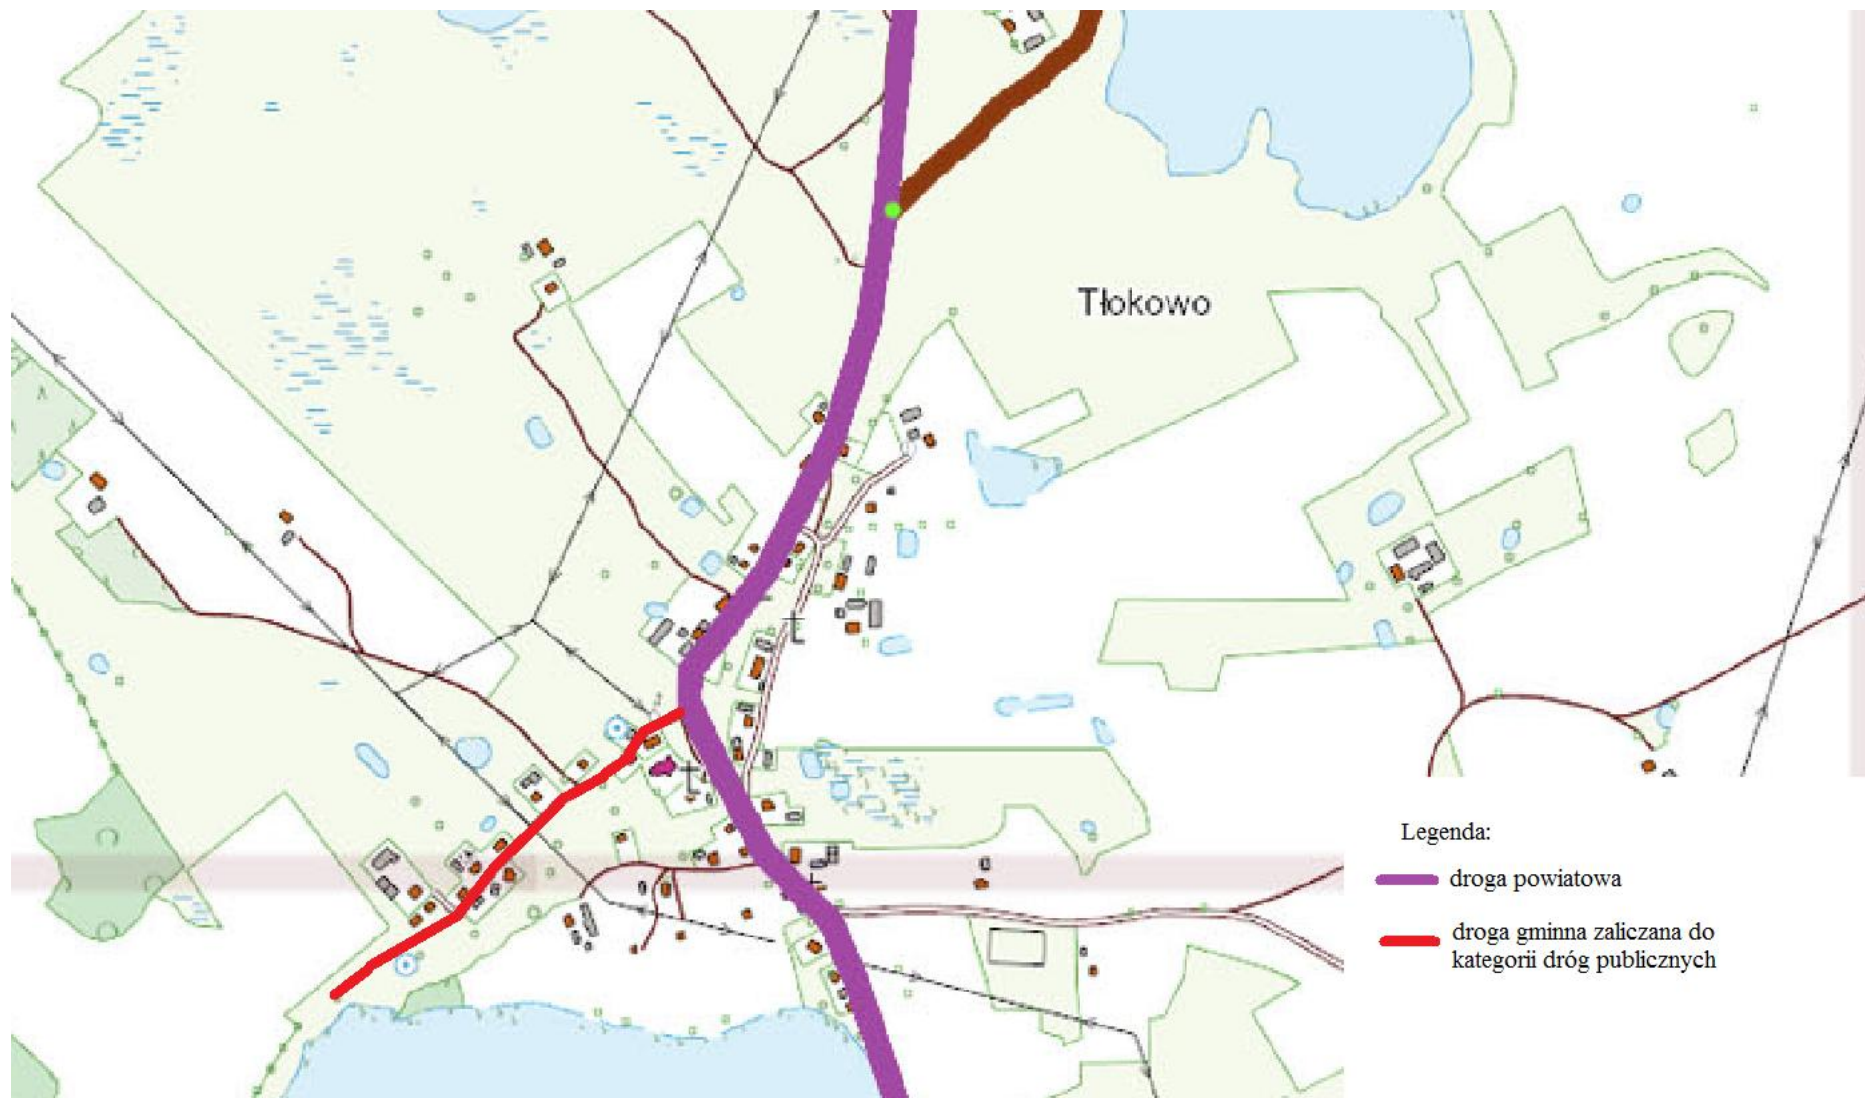 Tłokowo
Legenda:
droga powiatowa
droga gminna zaliczana do
kategorii dróg publicznych